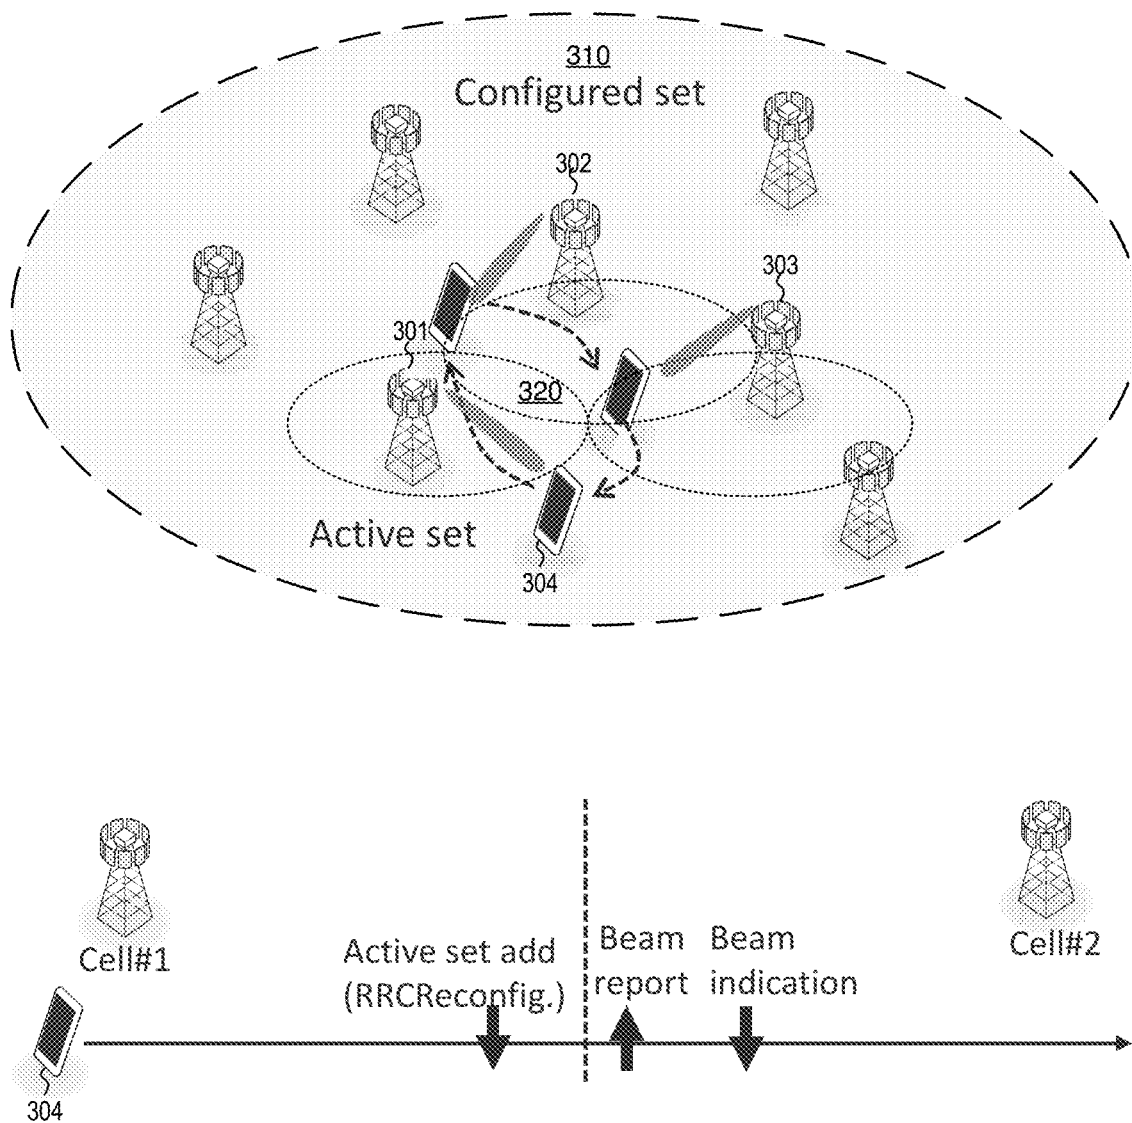 310
Configured set
302
303
301
320
Active set
304
Cell#1
Cell#2
Active set add
(RRCReconfig.)
Beam
report
Beam
indication
304